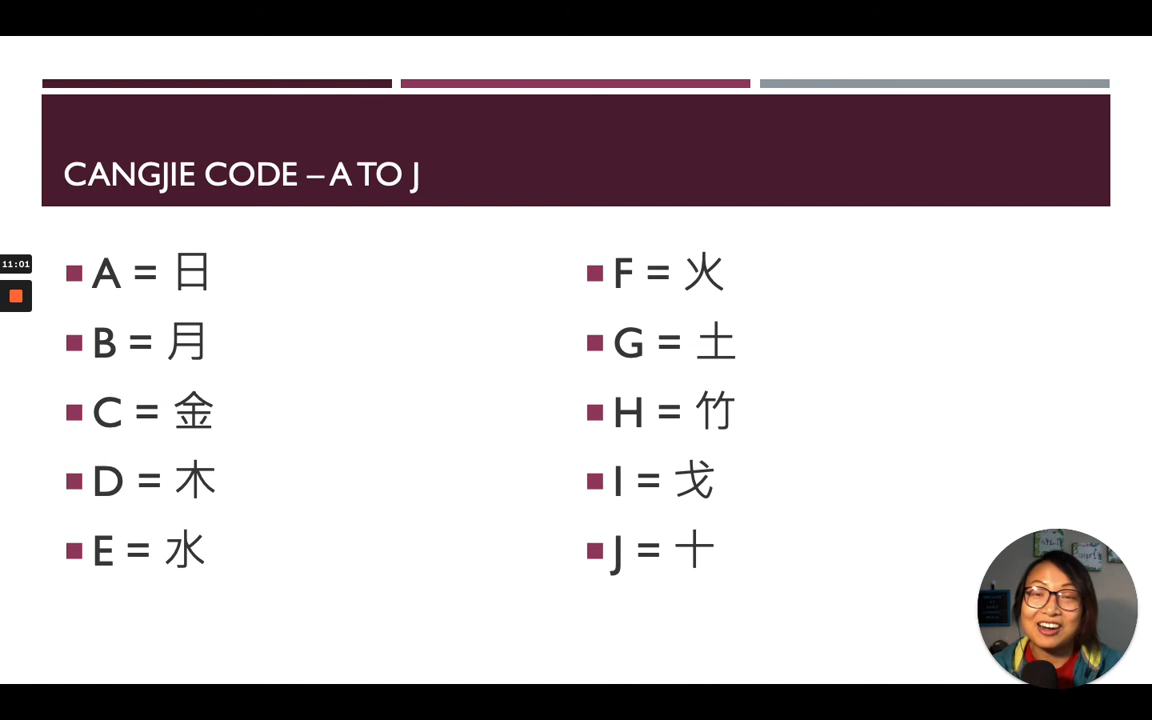 CANGJIE CODE – A TO J
11:01
A = 日
B = 月
C = 金
D = 木
E = 水
F = 火
G = 土
H = 竹
I = 戈
J = 十